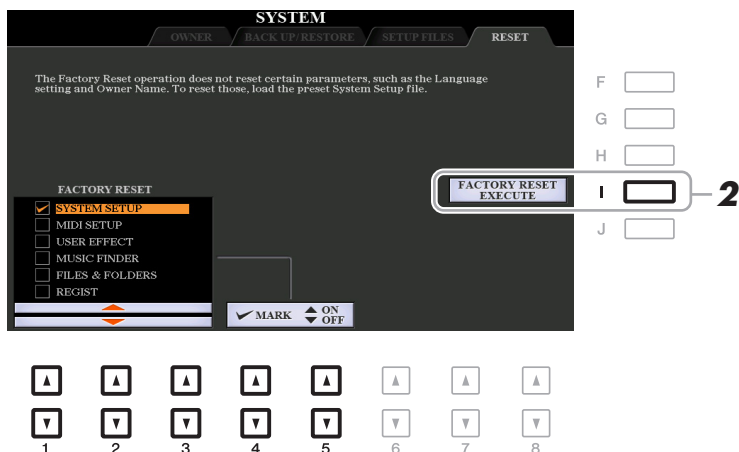 SYSTEM
OWNER BACK UP/RESTORE SETUP FILES RESET
The Factory Reset operation does not reset certain parameters, such as the Language
setting and Owner Name. To reset those, load the preset System Setup file.
F
G
H
FACTORY RESET
EXECUTE
I
2
J
FACTORY RESET
SYSTEM SETUP
MIDI SETUP
USER EFFECT
MUSIC FINDER
FILES & FOLDERS
REGIST
MARK ON
OFF
1 2 3 4 5 6 7 8